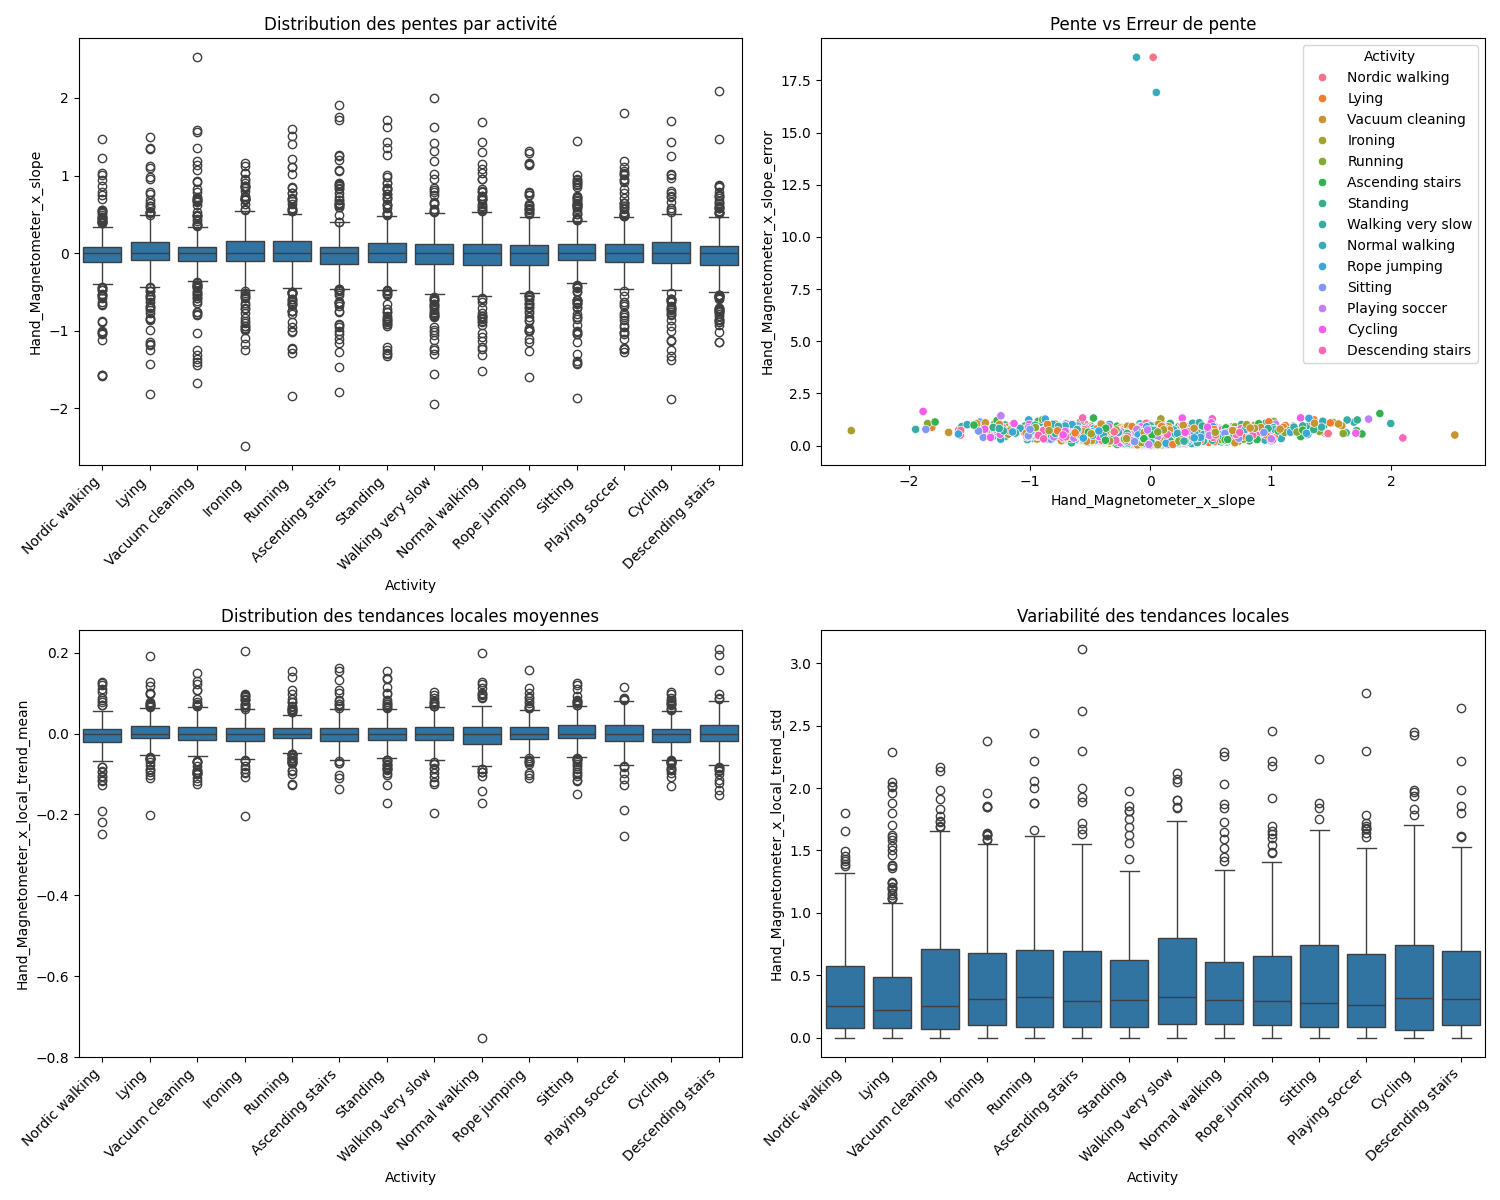 Distribution des pentes par activité
Hand_Magnetometer_x_slope
2
1
0
−1
−2
Nordic walking
Lying
Vacuum cleaning
Ironing
Running
Ascending stairs
Standing
Walking very slow
Normal walking
Rope jumping
Sitting
Playing soccer
Cycling
Descending stairs
Activity
Pente vs Erreur de pente
Hand_Magnetometer_x_slope_error
17.5
15.0
12.5
10.0
7.5
5.0
2.5
0.0
Activity
Nordic walking
Lying
Vacuum cleaning
Ironing
Running
Ascending stairs
Standing
Walking very slow
Normal walking
Rope jumping
Sitting
Playing soccer
Cycling
Descending stairs
−2
−1
0
1
2
Hand_Magnetometer_x_slope
Distribution des tendances locales moyennes
Hand_Magnetometer_x_local_trend_mean
0.2
0.0
−0.2
−0.4
−0.6
−0.8
Nordic walking
Lying
Vacuum cleaning
Ironing
Running
Ascending stairs
Standing
Walking very slow
Normal walking
Rope jumping
Sitting
Playing soccer
Cycling
Descending stairs
Activity
Variabilité des tendances locales
Hand_Magnetometer_x_local_trend_std
3.0
2.5
2.0
1.5
1.0
0.5
0.0
Nordic walking
Lying
Vacuum cleaning
Ironing
Running
Ascending stairs
Standing
Walking very slow
Normal walking
Rope jumping
Sitting
Playing soccer
Cycling
Descending stairs
Activity